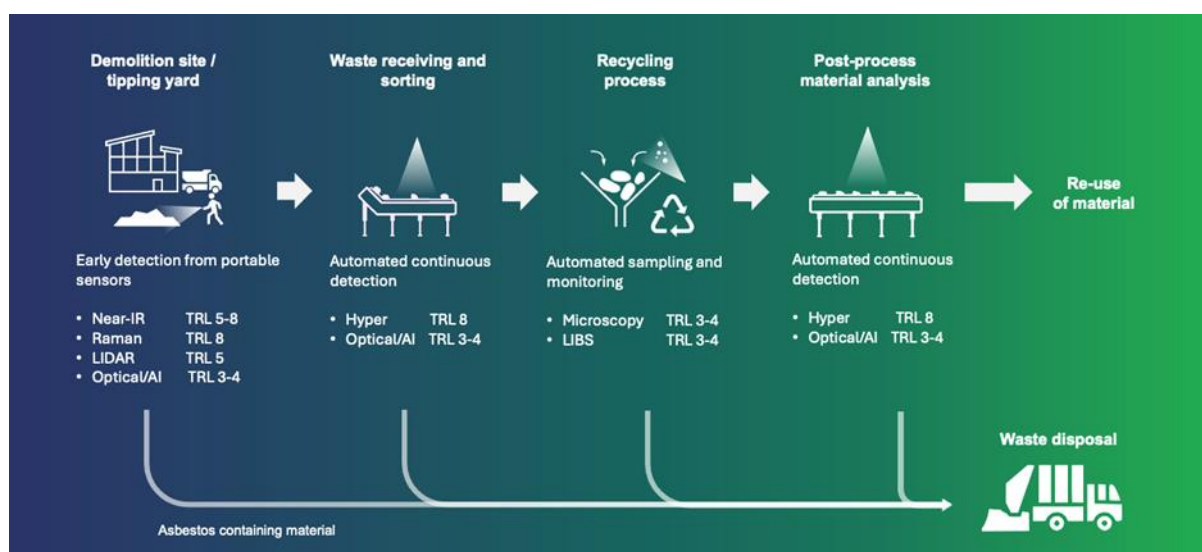 Demolition site /
tipping yard
Waste receiving and
sorting
Recycling
process
Post-process
material analysis
Re-use
of material
Early detection from portable
sensors
• Near-IR TRL 5-8
• Raman TRL 8
• LIDAR TRL 5
• Optical/AI TRL 3-4
Automated continuous
detection
• Hyper TRL 8
• Optical/AI TRL 3-4
Automated sampling and
monitoring
• Microscopy TRL 3-4
• LIBS TRL 3-4
Automated continuous
detection
• Hyper TRL 8
• Optical/AI TRL 3-4
Waste disposal
Asbestos containing material